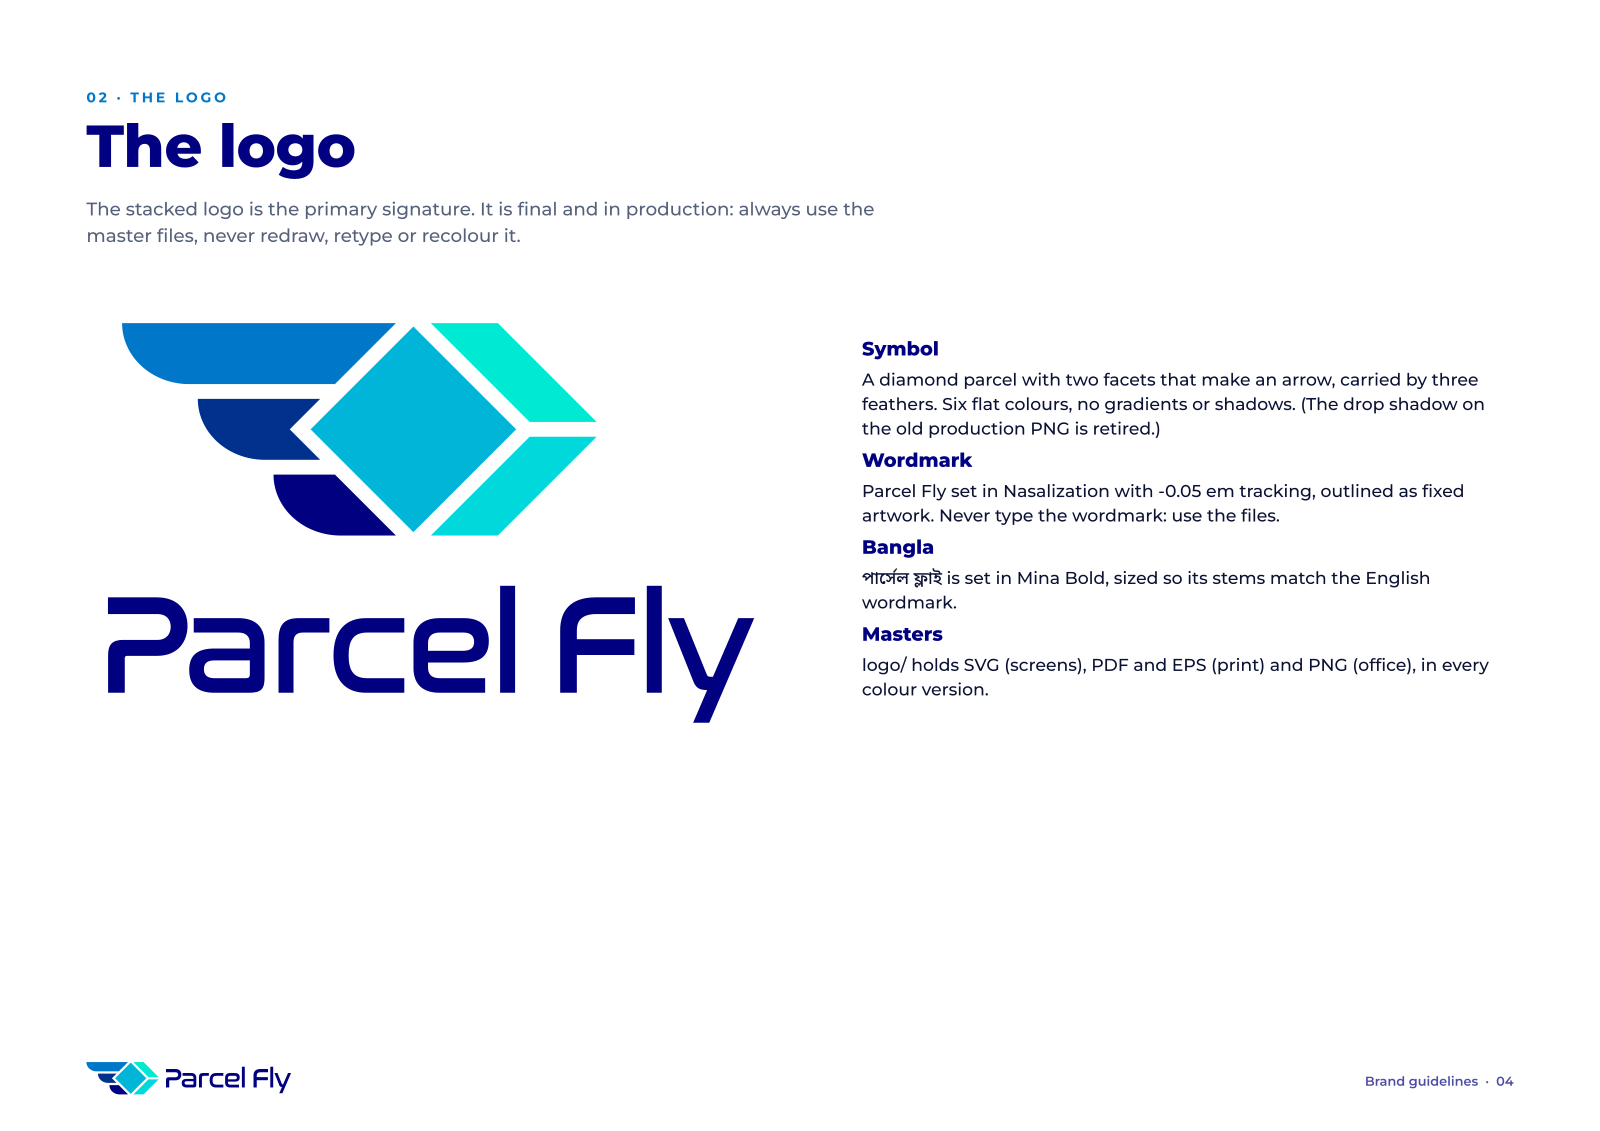 02 · THE LOGO
The logo
The stacked logo is the primary signature. It is final and in production: always use the
master files, never redraw, retype or recolour it.
Parcel Fly
Symbol
A diamond parcel with two facets that make an arrow, carried by three
feathers. Six flat colours, no gradients or shadows. (The drop shadow on
the old production PNG is retired.)
Wordmark
Parcel Fly set in Nasalization with -0.05 em tracking, outlined as fixed
artwork. Never type the wordmark: use the files.
Bangla
পার্সেল ফ্লাই is set in Mina Bold, sized so its stems match the English
wordmark.
Masters
logo/ holds SVG (screens), PDF and EPS (print) and PNG (office), in every
colour version.
Parcel Fly
Brand guidelines · 04